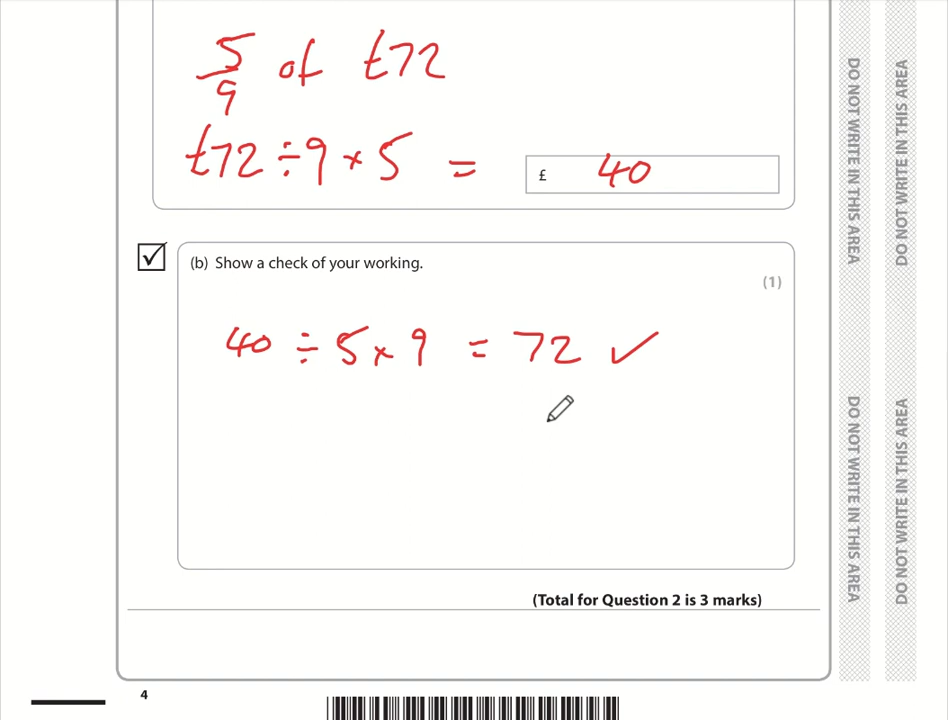 5/9 of £72
£72 ÷ 9 × 5 = £ 40
(b) Show a check of your working.
(1)
40 ÷ 5 × 9 = 72 ✓
(Total for Question 2 is 3 marks)
4
DO NOT WRITE IN THIS AREA
DO NOT WRITE IN THIS AREA
DO NOT WRITE IN THIS AREA
DO NOT WRITE IN THIS AREA